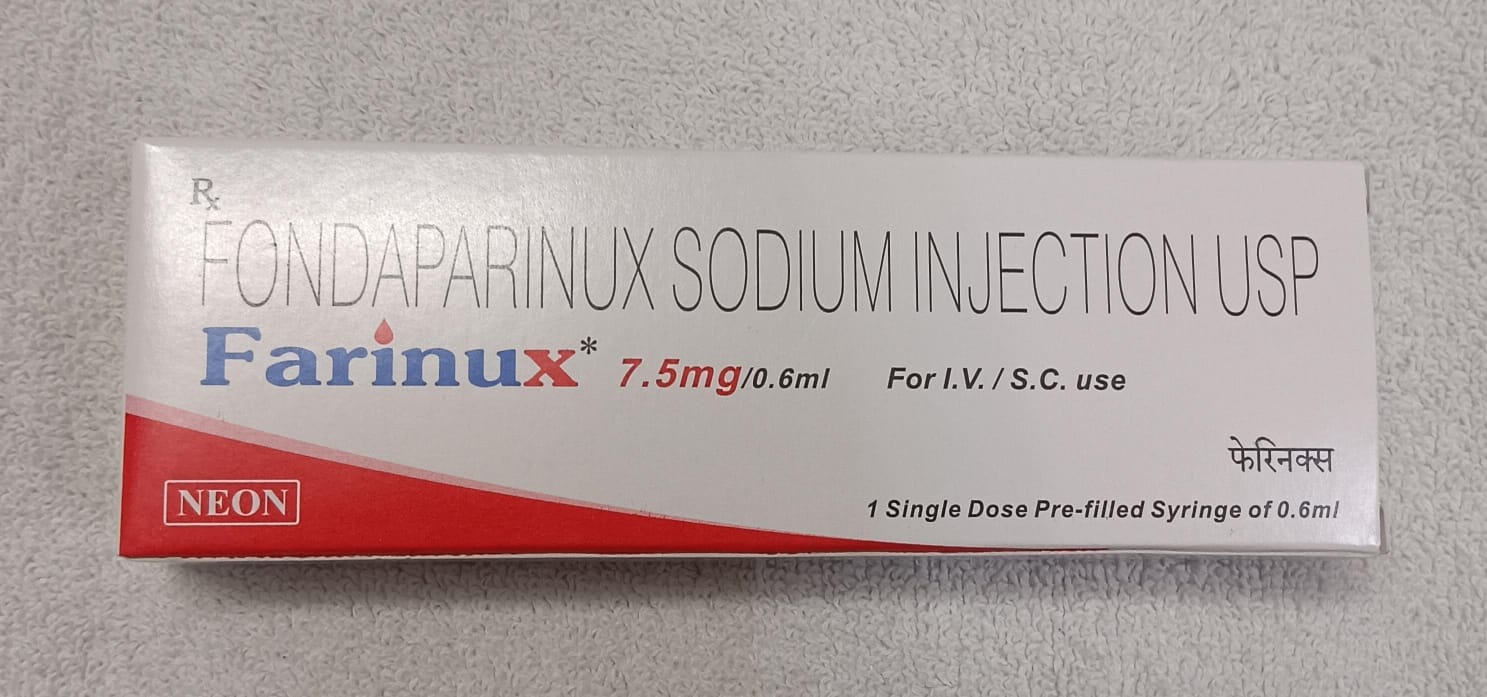 Rx
FONDAPARINUX SODIUM INJECTION USP
Farinux* 7.5mg/0.6ml For I.V. / S.C. use
फेरिनक्स
NEON
1 Single Dose Pre-filled Syringe of 0.6ml